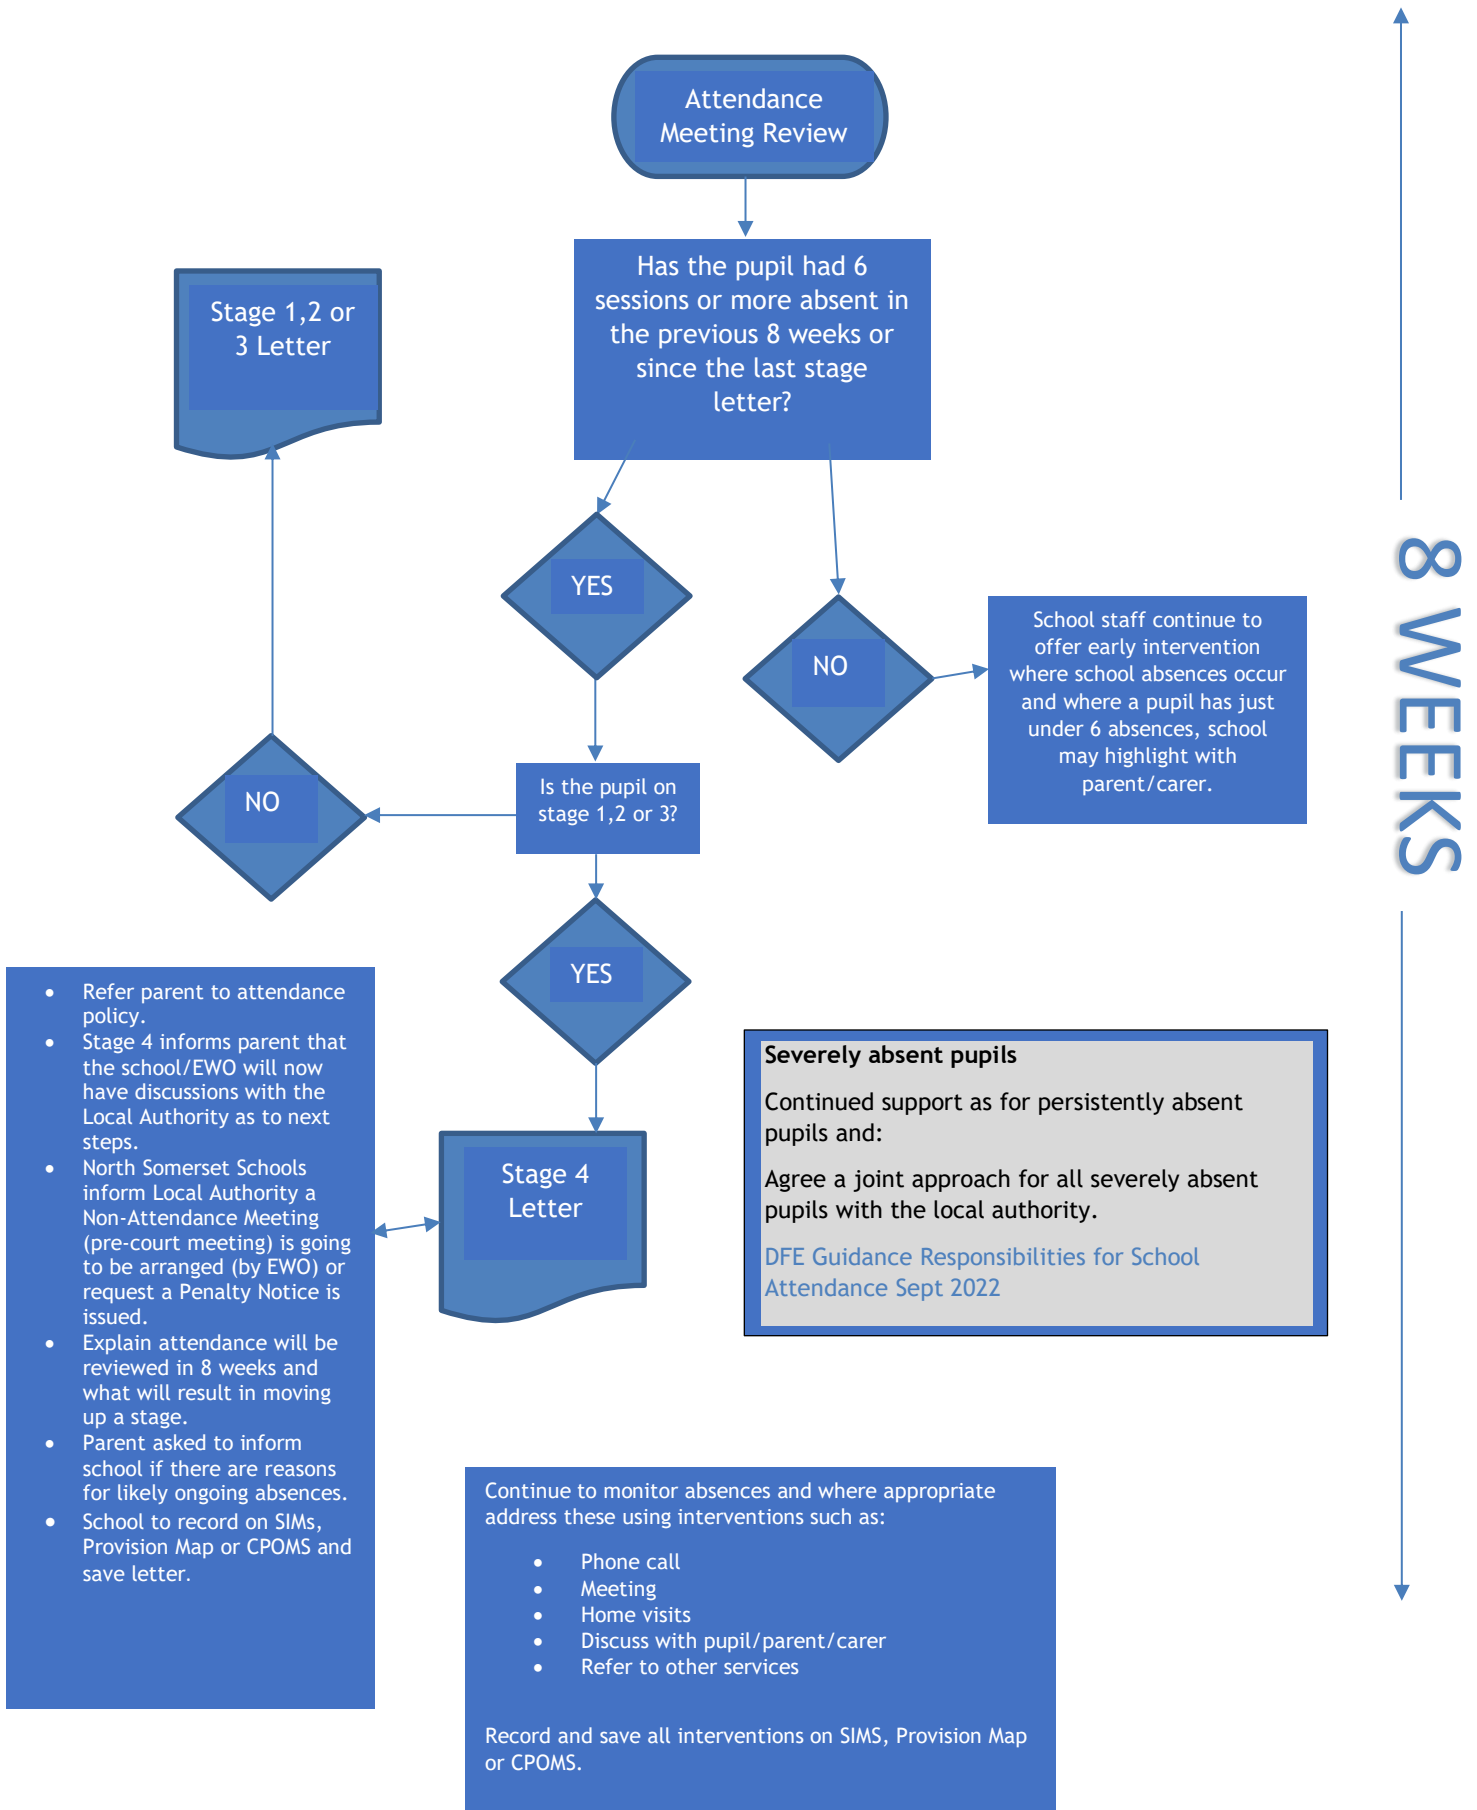 Attendance
Meeting Review
Has the pupil had 6
sessions or more absent in
the previous 8 weeks or
since the last stage
letter?
Stage 1,2 or
3 Letter
YES
NO
School staff continue to
offer early intervention
where school absences occur
and where a pupil has just
under 6 absences, school
may highlight with
parent/carer.
8 WEEKS
Is the pupil on
stage 1,2 or 3?
NO
YES
• Refer parent to attendance
policy.
• Stage 4 informs parent that
the school/EWO will now
have discussions with the
Local Authority as to next
steps.
• North Somerset Schools
inform Local Authority a
Non-Attendance Meeting
(pre-court meeting) is going
to be arranged (by EWO) or
request a Penalty Notice is
issued.
• Explain attendance will be
reviewed in 8 weeks and
what will result in moving
up a stage.
• Parent asked to inform
school if there are reasons
for likely ongoing absences.
• School to record on SIMs,
Provision Map or CPOMS and
save letter.
Stage 4
Letter
Severely absent pupils
Continued support as for persistently absent
pupils and:
Agree a joint approach for all severely absent
pupils with the local authority.
DFE Guidance Responsibilities for School
Attendance Sept 2022
Continue to monitor absences and where appropriate
address these using interventions such as:
• Phone call
• Meeting
• Home visits
• Discuss with pupil/parent/carer
• Refer to other services
Record and save all interventions on SIMS, Provision Map
or CPOMS.